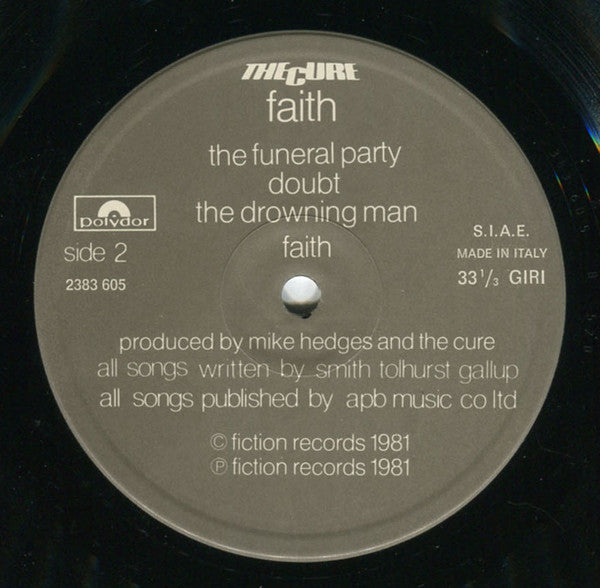 THE CURE
faith
the funeral party
doubt
the drowning man
faith
polydor
side 2
2383 605
S.I.A.E.
MADE IN ITALY
33 1/3 GIRI
produced by mike hedges and the cure
all songs written by smith tolhurst gallup
all songs published by apb music co ltd
© fiction records 1981
℗ fiction records 1981